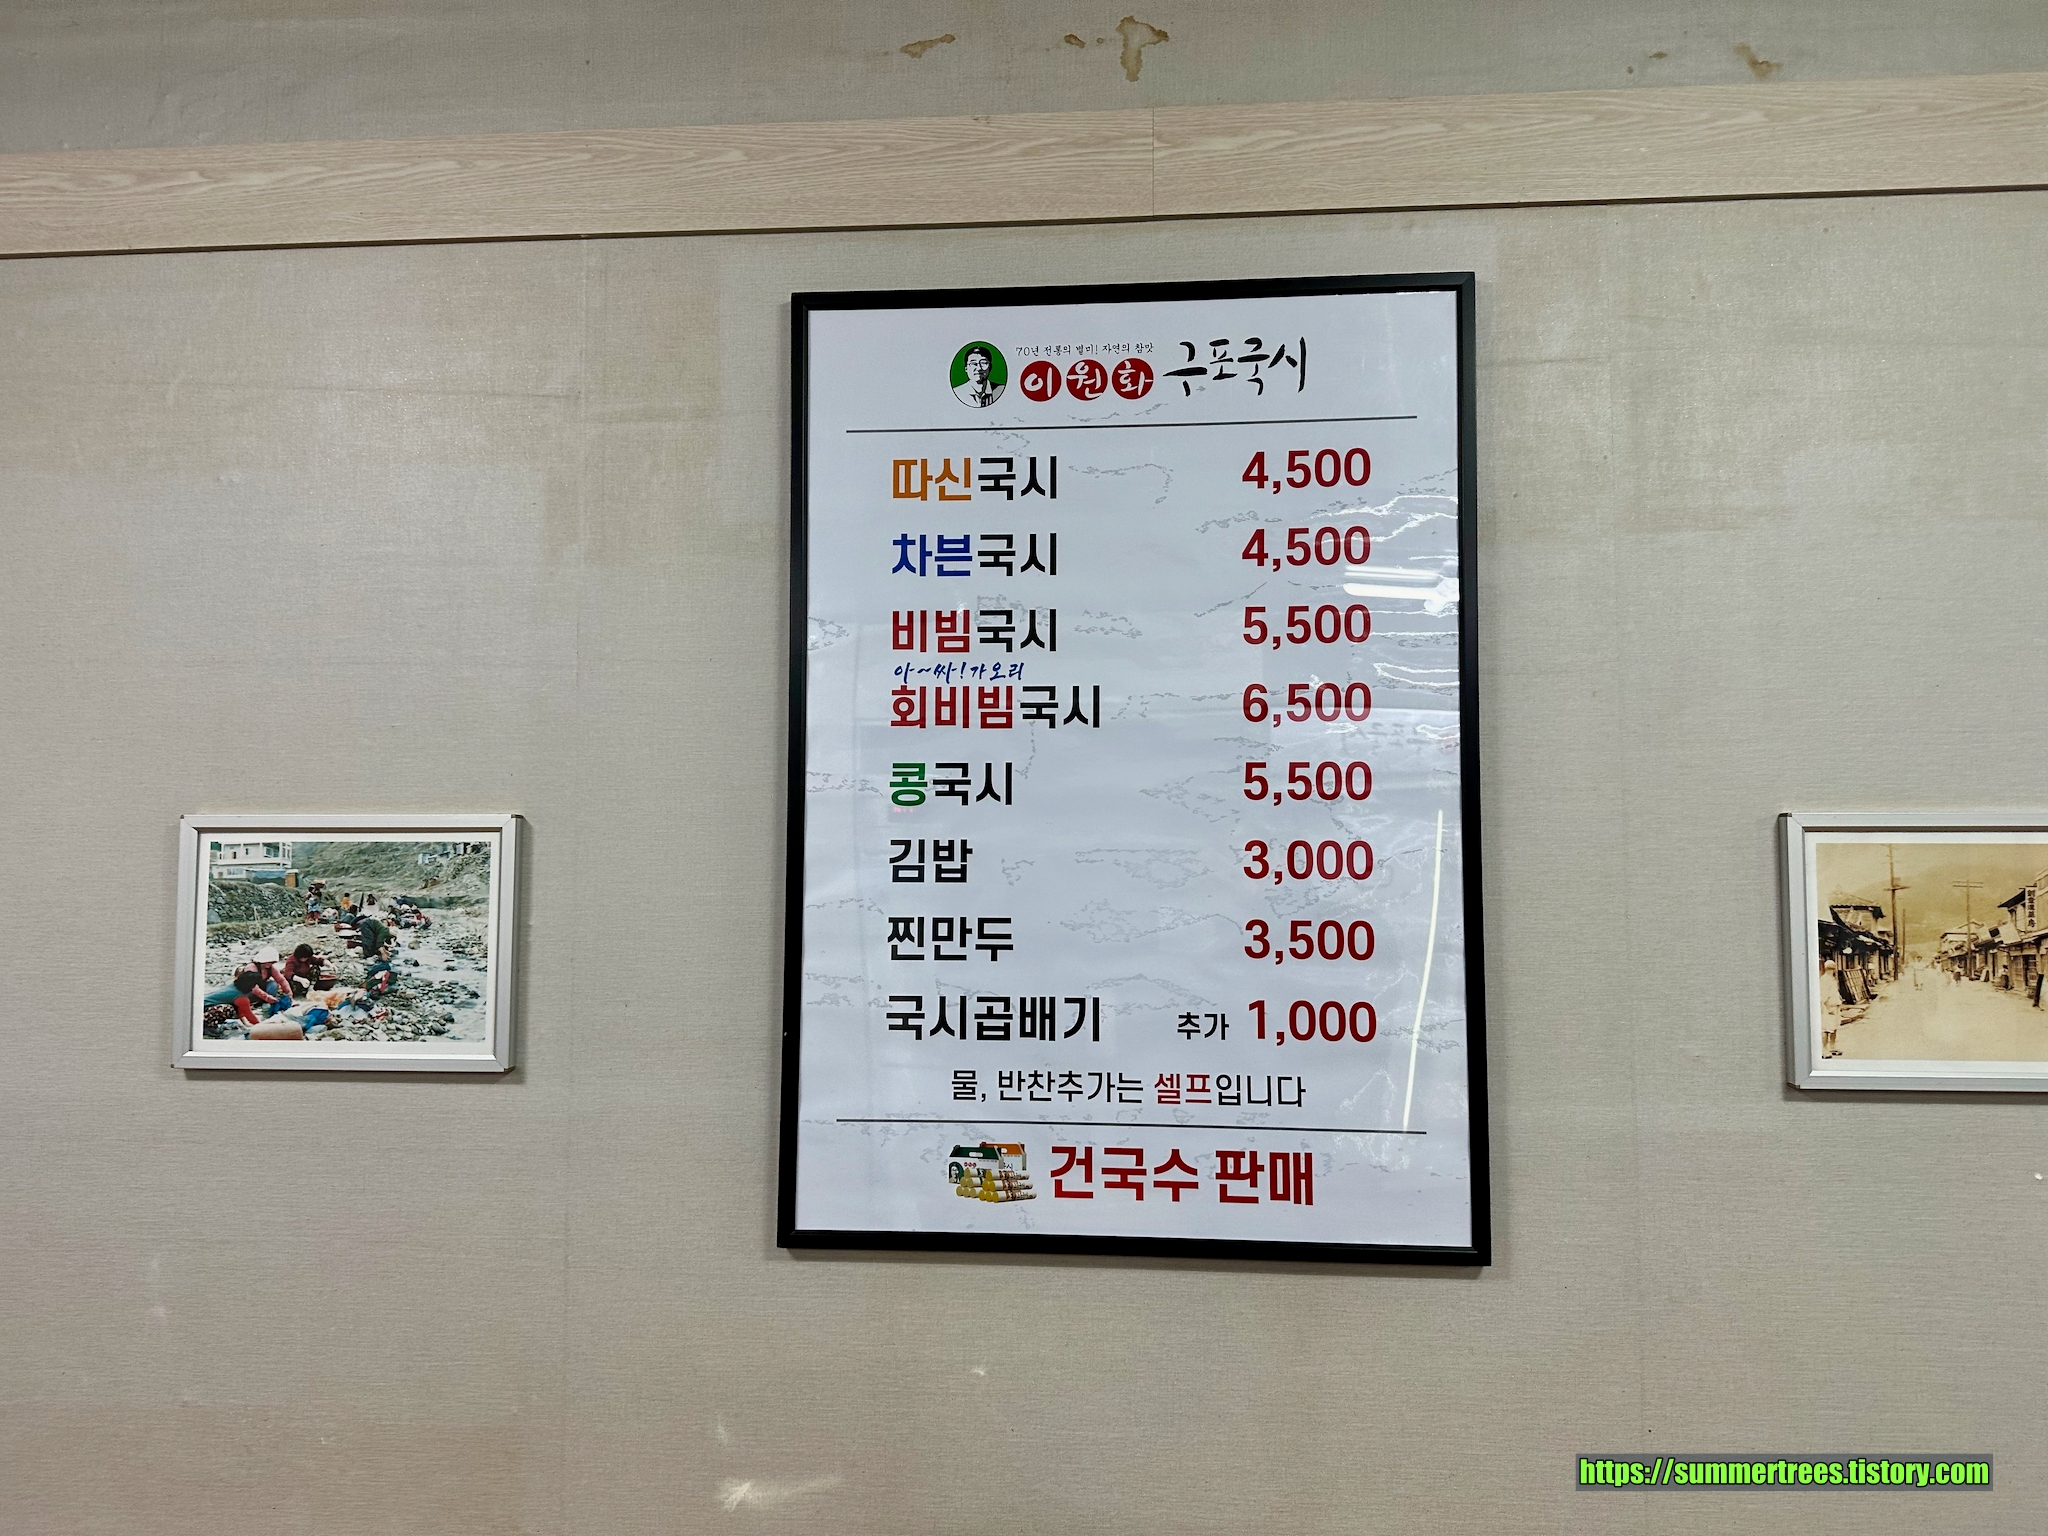 70년 전통의 별미! 자연의 참맛
이원화 구포국시
따신국시 4,500
차븐국시 4,500
비빔국시 5,500
아~싸!가오리
회비빔국시 6,500
콩국시 5,500
김밥 3,000
찐만두 3,500
국시곱배기 추가 1,000
물, 반찬추가는 셀프입니다
건국수 판매
https://summertrees.tistory.com